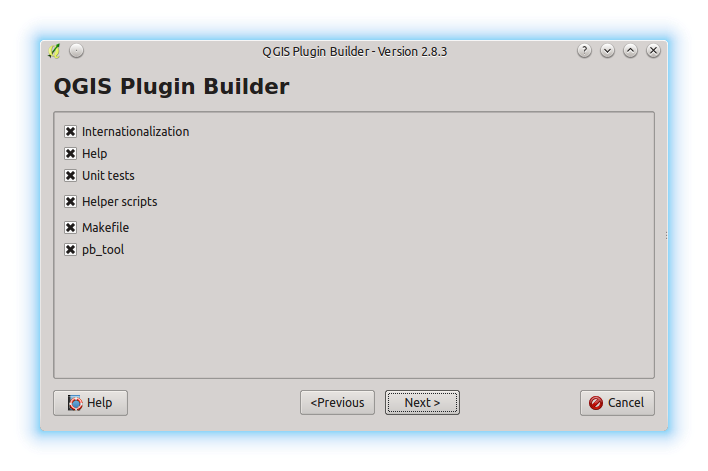 QGIS Plugin Builder - Version 2.8.3
QGIS Plugin Builder
Internationalization
Help
Unit tests
Helper scripts
Makefile
pb_tool
Help <Previous Next > Cancel